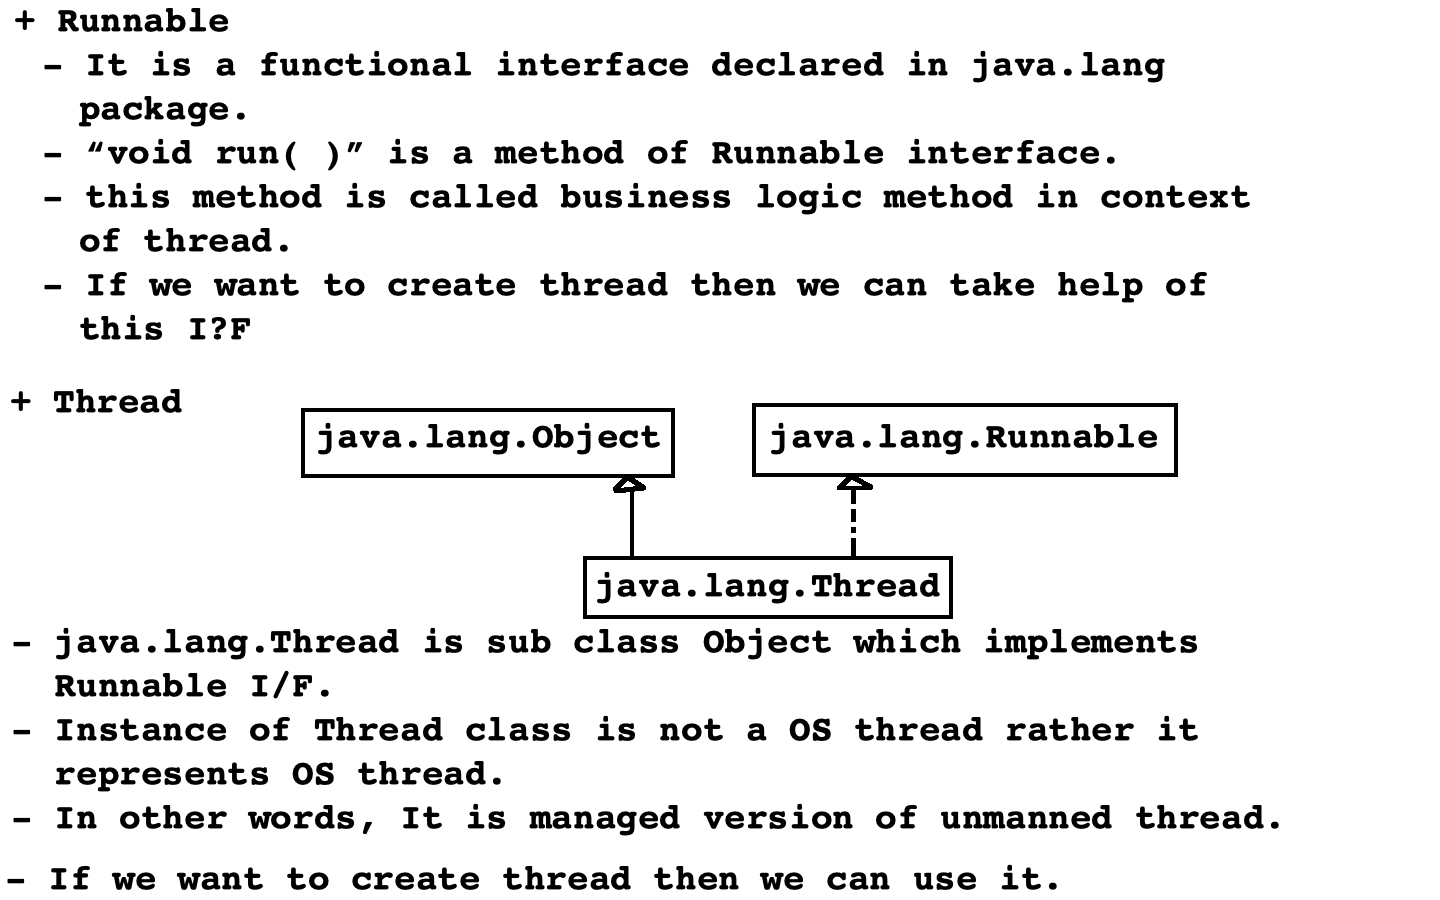 + Runnable
- It is a functional interface declared in java.lang
package.
- “void run( )” is a method of Runnable interface.
- this method is called business logic method in context
of thread.
- If we want to create thread then we can take help of
this I?F
+ Thread
java.lang.Object
java.lang.Runnable
java.lang.Thread
- java.lang.Thread is sub class Object which implements
Runnable I/F.
- Instance of Thread class is not a OS thread rather it
represents OS thread.
- In other words, It is managed version of unmanned thread.
- If we want to create thread then we can use it.